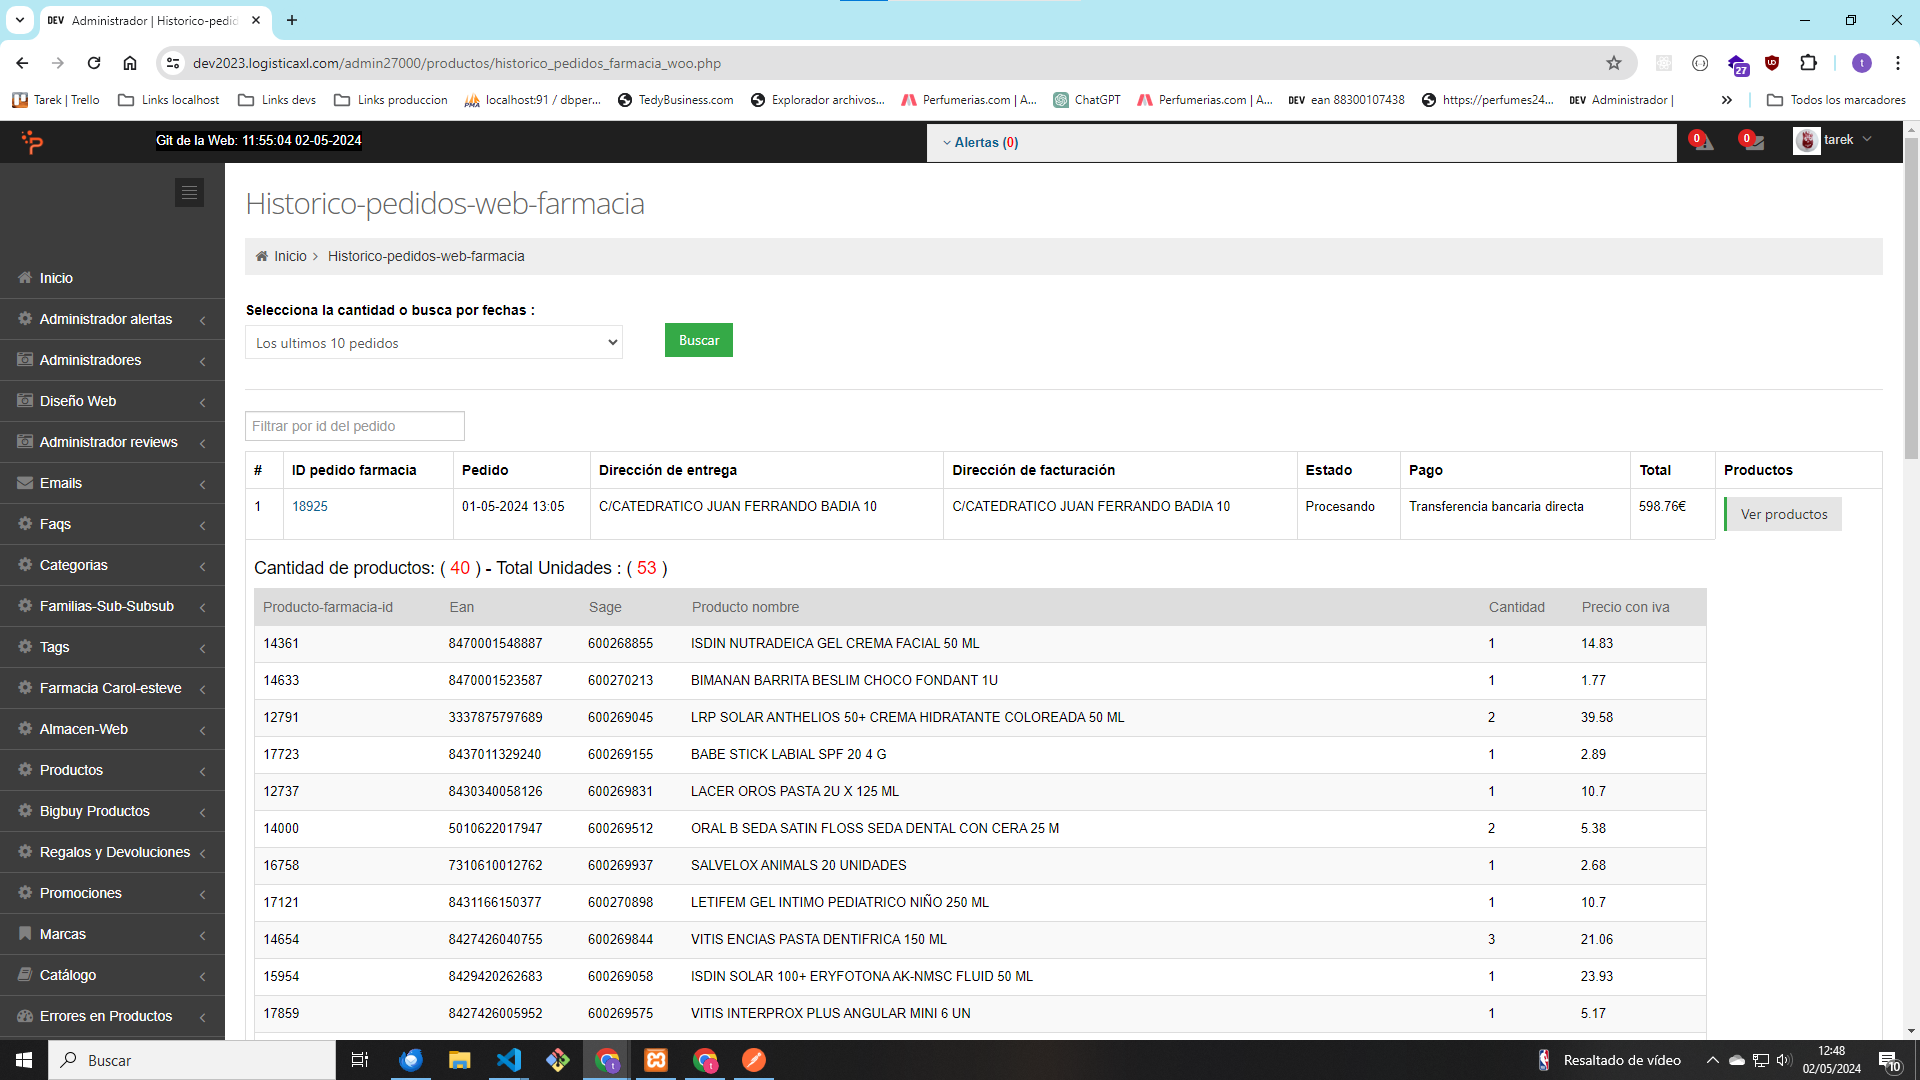 DEV Administrador | Historico-pedid
dev2023.logisticaxl.com/admin27000/productos/historico_pedidos_farmacia_woo.php
27
t
Tarek | Trello
Links localhost
Links devs
Links produccion
localhost:91 / dbper...
TedyBusiness.com
Explorador archivos...
Perfumerias.com | A...
ChatGPT
Perfumerias.com | A...
DEV ean 88300107438
https://perfumes24...
DEV Administrador |
Todos los marcadores
Git de la Web: 11:55:04 02-05-2024
Alertas (0)
0
0
tarek
Historico-pedidos-web-farmacia
Inicio > Historico-pedidos-web-farmacia
Inicio
Administrador alertas
Administradores
Diseño Web
Administrador reviews
Emails
Faqs
Categorias
Familias-Sub-Subsub
Tags
Farmacia Carol-esteve
Almacen-Web
Productos
Bigbuy Productos
Regalos y Devoluciones
Promociones
Marcas
Catálogo
Errores en Productos
Selecciona la cantidad o busca por fechas :
Los ultimos 10 pedidos
Buscar
Filtrar por id del pedido
# ID pedido farmacia Pedido Dirección de entrega Dirección de facturación Estado Pago Total Productos
1 18925 01-05-2024 13:05 C/CATEDRATICO JUAN FERRANDO BADIA 10 C/CATEDRATICO JUAN FERRANDO BADIA 10 Procesando Transferencia bancaria directa 598.76€ Ver productos
Cantidad de productos: ( 40 ) - Total Unidades : ( 53 )
Producto-farmacia-id Ean Sage Producto nombre Cantidad Precio con iva
14361 8470001548887 600268855 ISDIN NUTRADEICA GEL CREMA FACIAL 50 ML 1 14.83
14633 8470001523587 600270213 BIMANAN BARRITA BESLIM CHOCO FONDANT 1U 1 1.77
12791 3337875797689 600269045 LRP SOLAR ANTHELIOS 50+ CREMA HIDRATANTE COLOREADA 50 ML 2 39.58
17723 8437011329240 600269155 BABE STICK LABIAL SPF 20 4 G 1 2.89
12737 8430340058126 600269831 LACER OROS PASTA 2U X 125 ML 1 10.7
14000 5010622017947 600269512 ORAL B SEDA SATIN FLOSS SEDA DENTAL CON CERA 25 M 2 5.38
16758 7310610012762 600269937 SALVELOX ANIMALS 20 UNIDADES 1 2.68
17121 8431166150377 600270898 LETIFEM GEL INTIMO PEDIATRICO NIÑO 250 ML 1 10.7
14654 8427426040755 600269844 VITIS ENCIAS PASTA DENTIFRICA 150 ML 3 21.06
15954 8429420262683 600269058 ISDIN SOLAR 100+ ERYFOTONA AK-NMSC FLUID 50 ML 1 23.93
17859 8427426005952 600269575 VITIS INTERPROX PLUS ANGULAR MINI 6 UN 1 5.17
Buscar
Resaltado de vídeo
12:48
02/05/2024
10